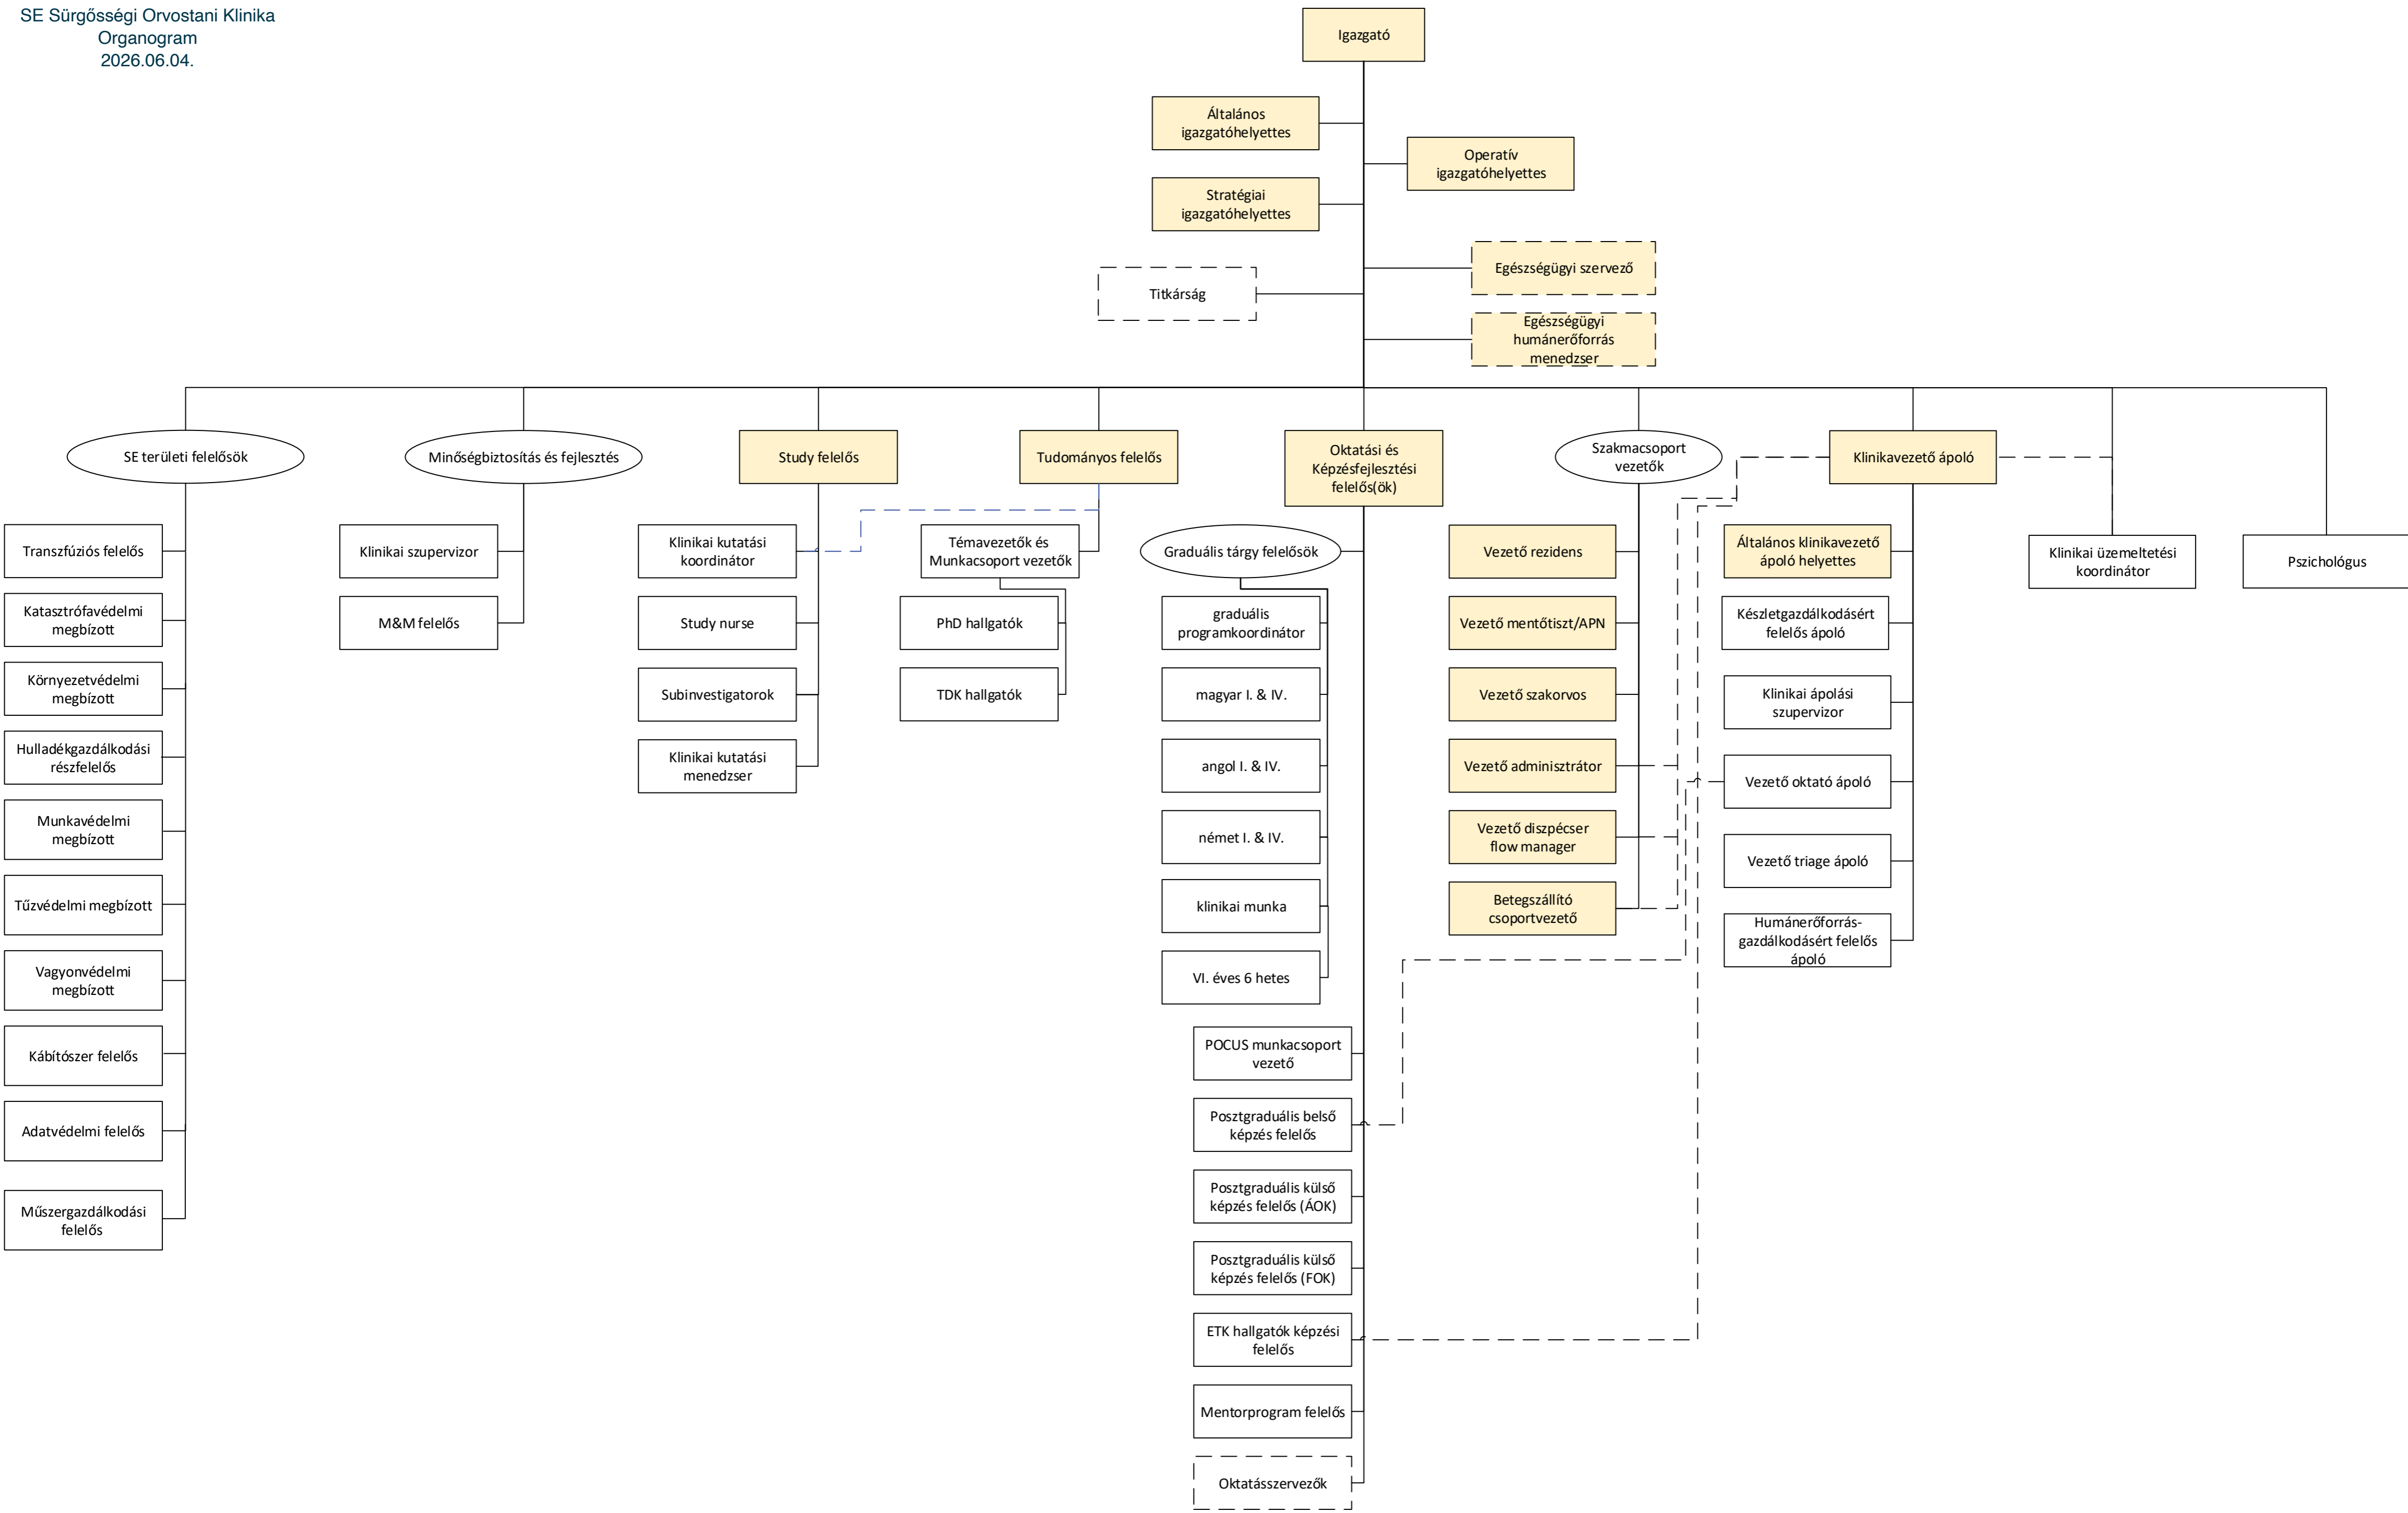 SE Sürgősségi Orvostani Klinika
Organogram
2026.06.04.
Igazgató
Általános
igazgatóhelyettes
Operatív
igazgatóhelyettes
Stratégiai
igazgatóhelyettes
Egészségügyi szervező
Titkárság
Egészségügyi
humánerőforrás
menedzser
SE területi felelősök
Minőségbiztosítás és fejlesztés
Study felelős
Tudományos felelős
Oktatási és
Képzésfejlesztési
felelős(ök)
Szakmacsoport
vezetők
Klinikavezető ápoló
Transzfúziós felelős
Katasztrófavédelmi
megbízott
Környezetvédelmi
megbízott
Hulladékgazdálkodási
részfelelős
Munkavédelmi
megbízott
Tűzvédelmi megbízott
Vagyonvédelmi
megbízott
Kábítószer felelős
Adatvédelmi felelős
Műszergazdálkodási
felelős
Klinikai szupervizor
M&M felelős
Klinikai kutatási
koordinátor
Study nurse
Subinvestigatorok
Klinikai kutatási
menedzser
Témavezetők és
Munkacsoport vezetők
PhD hallgatók
TDK hallgatók
Graduális tárgy felelősök
graduális
programkoordinátor
magyar I. & IV.
angol I. & IV.
német I. & IV.
klinikai munka
VI. éves 6 hetes
POCUS munkacsoport
vezető
Posztgraduális belső
képzés felelős
Posztgraduális külső
képzés felelős (ÁOK)
Posztgraduális külső
képzés felelős (FOK)
ETK hallgatók képzési
felelős
Mentorprogram felelős
Oktatásszervezők
Vezető rezidens
Vezető mentőtiszt/APN
Vezető szakorvos
Vezető adminisztrátor
Vezető diszpécser
flow manager
Betegszállító
csoportvezető
Általános klinikavezető
ápoló helyettes
Készletgazdálkodásért
felelős ápoló
Klinikai ápolási
szupervizor
Vezető oktató ápoló
Vezető triage ápoló
Humánerőforrás-
gazdálkodásért felelős
ápoló
Klinikai üzemeltetési
koordinátor
Pszichológus